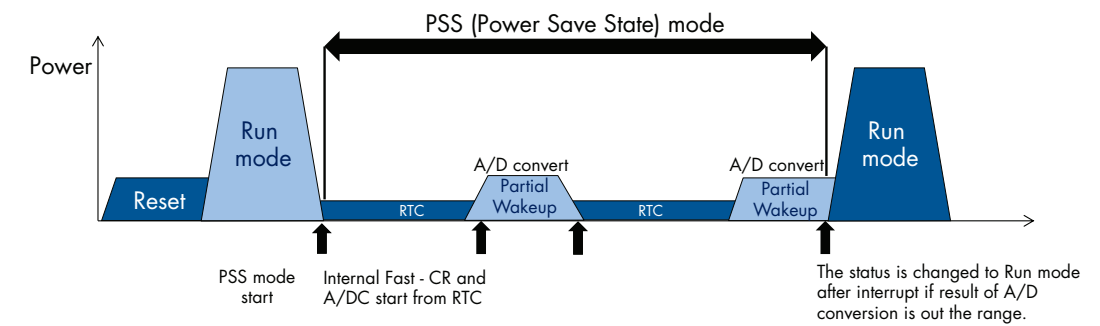 PSS (Power Save State) mode
Power
Run
mode
Run
mode
A/D convert
A/D convert
Partial
Wakeup
Partial
Wakeup
Reset
RTC
RTC
PSS mode
start
Internal Fast - CR and
A/DC start from RTC
The status is changed to Run mode
after interrupt if result of A/D
conversion is out the range.